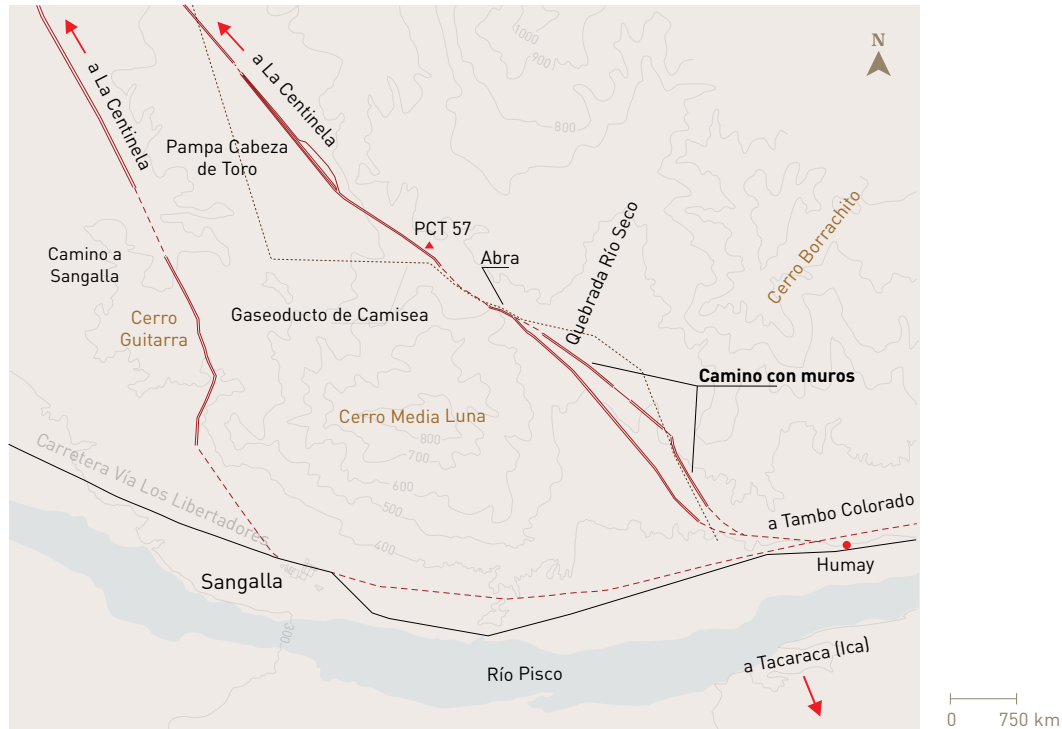 1000
900
800
N
a La Centinela
a La Centinela
Pampa Cabeza
de Toro
PCT 57
Abra
Quebrada Río Seco
Cerro Borrachito
Camino a
Sangalla
Cerro
Guitarra
Gaseoducto de Camisea
Camino con muros
Cerro Media Luna
800
700
600
500
400
Carretera Vía Los Libertadores
a Tambo Colorado
Humay
Sangalla
300
Río Pisco
a Tacaraca (Ica)
0 750 km